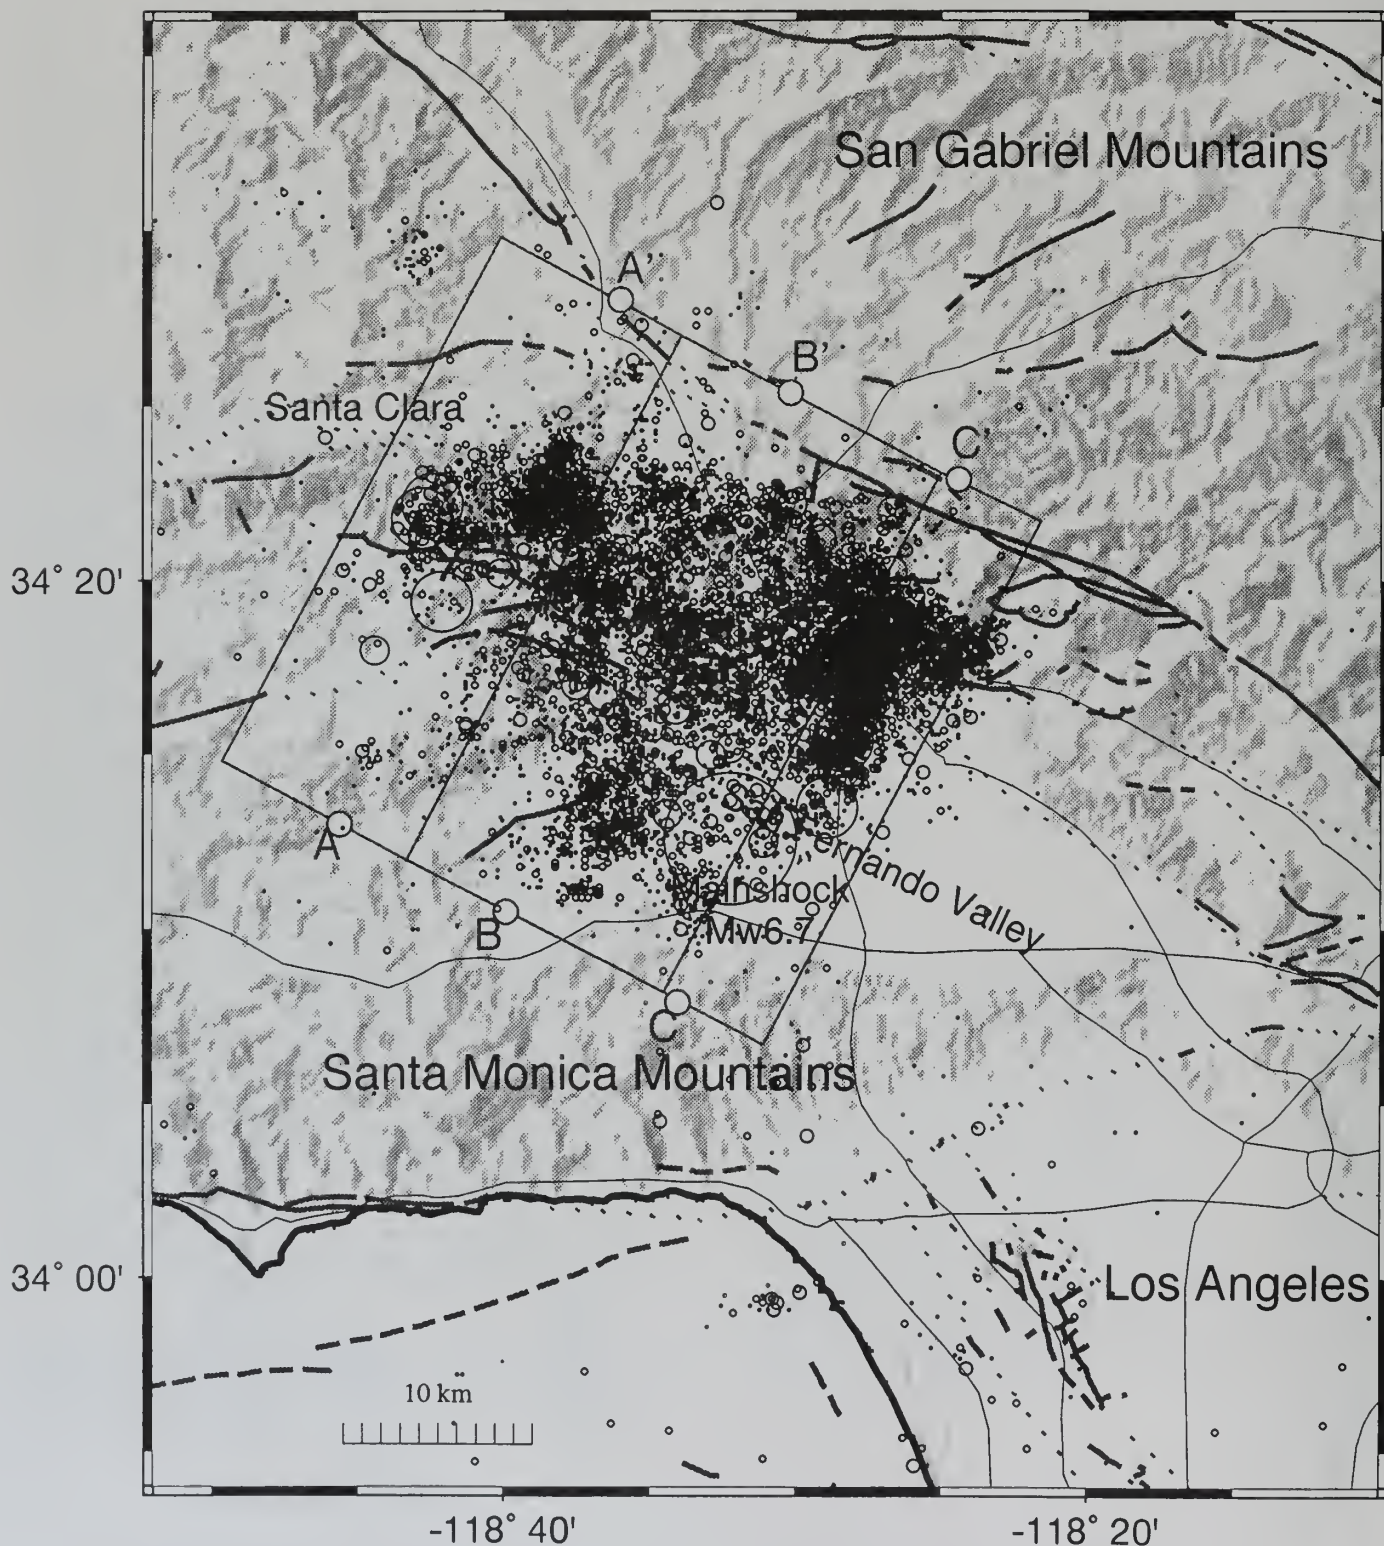 San Gabriel Mountains
A'
B'
Santa Clara
C'
34° 20'
A
ernando Valley
Mainshock
B
Mw6.7
C
Santa Monica Mountains
34° 00'
Los Angeles
10 km
-118° 40'
-118° 20'